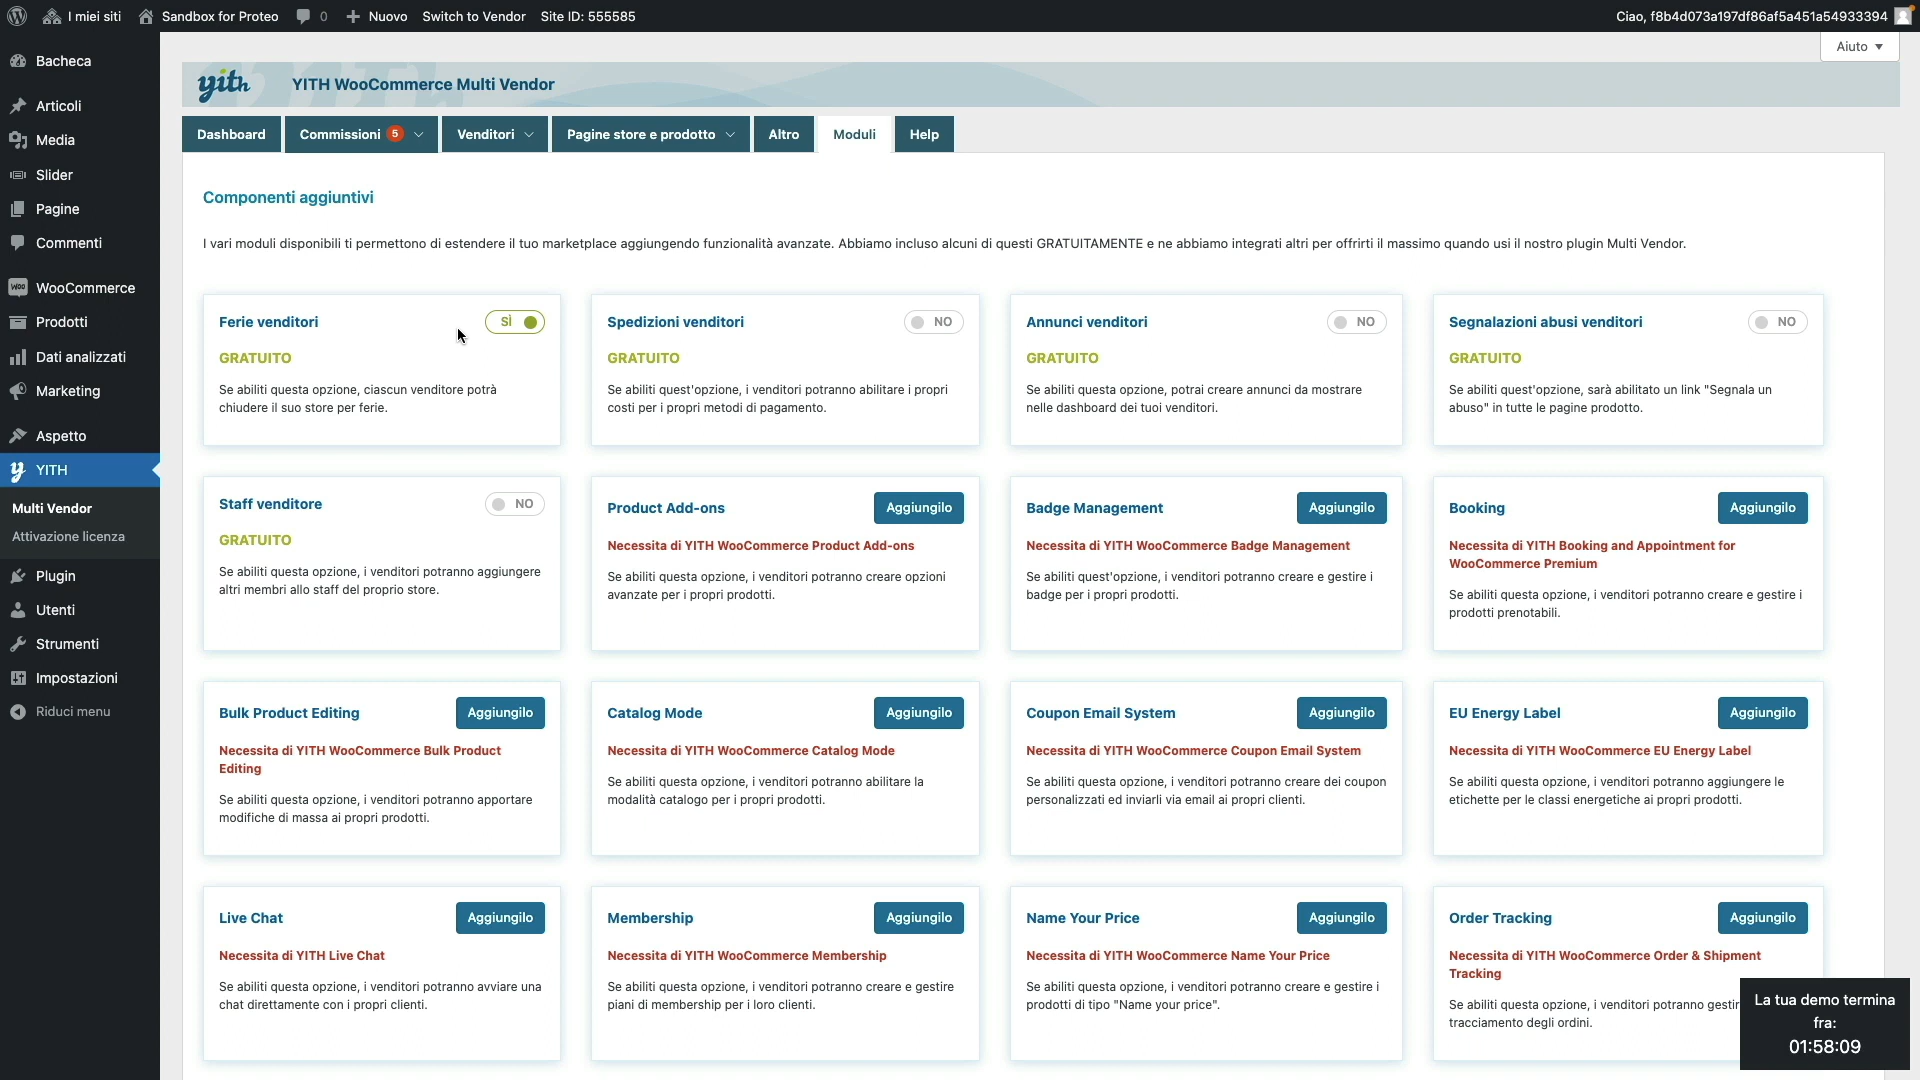 I miei siti
Sandbox for Proteo
0
Nuovo
Switch to Vendor
Site ID: 555585
Ciao, f8b4d073a197df86af5a451a54933394
Aiuto
Bacheca
Articoli
Media
Slider
Pagine
Commenti
WooCommerce
Prodotti
Dati analizzati
Marketing
Aspetto
YITH
Multi Vendor
Attivazione licenza
Plugin
Utenti
Strumenti
Impostazioni
Riduci menu
yith
YITH WooCommerce Multi Vendor
Dashboard
Commissioni 5
Venditori
Pagine store e prodotto
Altro
Moduli
Help
Componenti aggiuntivi
I vari moduli disponibili ti permettono di estendere il tuo marketplace aggiungendo funzionalità avanzate. Abbiamo incluso alcuni di questi GRATUITAMENTE e ne abbiamo integrati altri per offrirti il massimo quando usi il nostro plugin Multi Vendor.
Ferie venditori
SÌ
GRATUITO
Se abiliti questa opzione, ciascun venditore potrà
chiudere il suo store per ferie.
Spedizioni venditori
NO
GRATUITO
Se abiliti quest'opzione, i venditori potranno abilitare i propri
costi per i propri metodi di pagamento.
Annunci venditori
NO
GRATUITO
Se abiliti questa opzione, potrai creare annunci da mostrare
nelle dashboard dei tuoi venditori.
Segnalazioni abusi venditori
NO
GRATUITO
Se abiliti quest'opzione, sarà abilitato un link "Segnala un
abuso" in tutte le pagine prodotto.
Staff venditore
NO
GRATUITO
Se abiliti questa opzione, i venditori potranno aggiungere
altri membri allo staff del proprio store.
Product Add-ons
Aggiungilo
Necessita di YITH WooCommerce Product Add-ons
Se abiliti questa opzione, i venditori potranno creare opzioni
avanzate per i propri prodotti.
Badge Management
Aggiungilo
Necessita di YITH WooCommerce Badge Management
Se abiliti quest'opzione, i venditori potranno creare e gestire i
badge per i propri prodotti.
Booking
Aggiungilo
Necessita di YITH Booking and Appointment for
WooCommerce Premium
Se abiliti questa opzione, i venditori potranno creare e gestire i
prodotti prenotabili.
Bulk Product Editing
Aggiungilo
Necessita di YITH WooCommerce Bulk Product
Editing
Se abiliti questa opzione, i venditori potranno apportare
modifiche di massa ai propri prodotti.
Catalog Mode
Aggiungilo
Necessita di YITH WooCommerce Catalog Mode
Se abiliti questa opzione, i venditori potranno abilitare la
modalità catalogo per i propri prodotti.
Coupon Email System
Aggiungilo
Necessita di YITH WooCommerce Coupon Email System
Se abiliti questa opzione, i venditori potranno creare dei coupon
personalizzati ed inviarli via email ai propri clienti.
EU Energy Label
Aggiungilo
Necessita di YITH WooCommerce EU Energy Label
Se abiliti questa opzione, i venditori potranno aggiungere le
etichette per le classi energetiche ai propri prodotti.
Live Chat
Aggiungilo
Necessita di YITH Live Chat
Se abiliti questa opzione, i venditori potranno avviare una
chat direttamente con i propri clienti.
Membership
Aggiungilo
Necessita di YITH WooCommerce Membership
Se abiliti questa opzione, i venditori potranno creare e gestire
piani di membership per i loro clienti.
Name Your Price
Aggiungilo
Necessita di YITH WooCommerce Name Your Price
Se abiliti questa opzione, i venditori potranno creare e gestire i
prodotti di tipo "Name your price".
Order Tracking
Aggiungilo
Necessita di YITH WooCommerce Order & Shipment
Tracking
Se abiliti questa opzione, i venditori potranno gestir
tracciamento degli ordini.
La tua demo termina
fra:
01:58:09